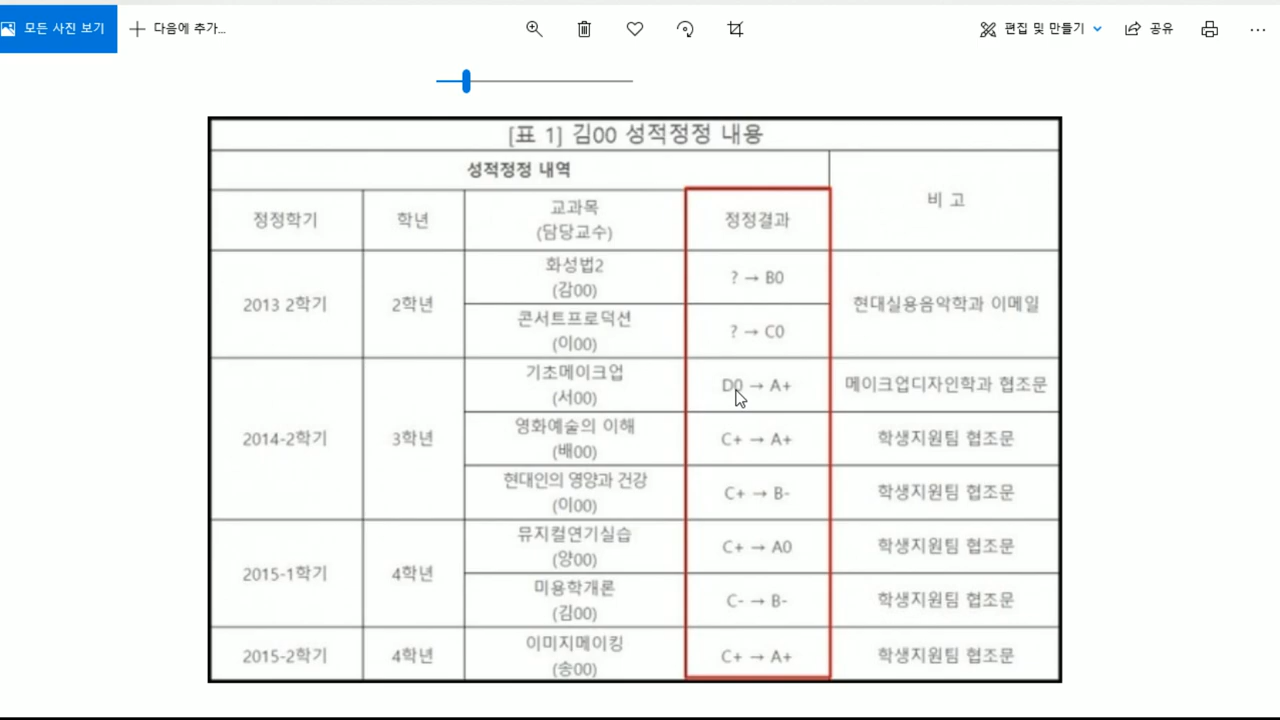 모든 사진 보기
다음에 추가...
편집 및 만들기
공유
[표 1] 김00 성적정정 내용
성적정정 내역
비 고
정정학기
학년
교과목
(담당교수)
정정결과
2013 2학기
2학년
화성법2
(감00)
? → B0
현대실용음악학과 이메일
콘서트프로덕션
(이00)
? → C0
2014-2학기
3학년
기초메이크업
(서00)
D0 → A+
메이크업디자인학과 협조문
영화예술의 이해
(배00)
C+ → A+
학생지원팀 협조문
현대인의 영양과 건강
(이00)
C+ → B-
학생지원팀 협조문
2015-1학기
4학년
뮤지컬연기실습
(양00)
C+ → A0
학생지원팀 협조문
미용학개론
(김00)
C- → B-
학생지원팀 협조문
2015-2학기
4학년
이미지메이킹
(송00)
C+ → A+
학생지원팀 협조문